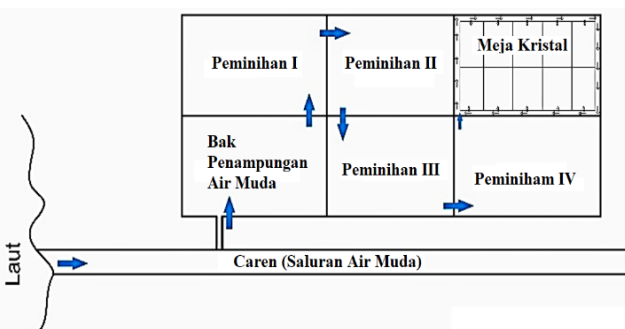 Peminihan I
Peminihan II
Meja Kristal
Bak
Penampungan
Air Muda
Peminihan III
Peminiham IV
Caren (Saluran Air Muda)
Laut